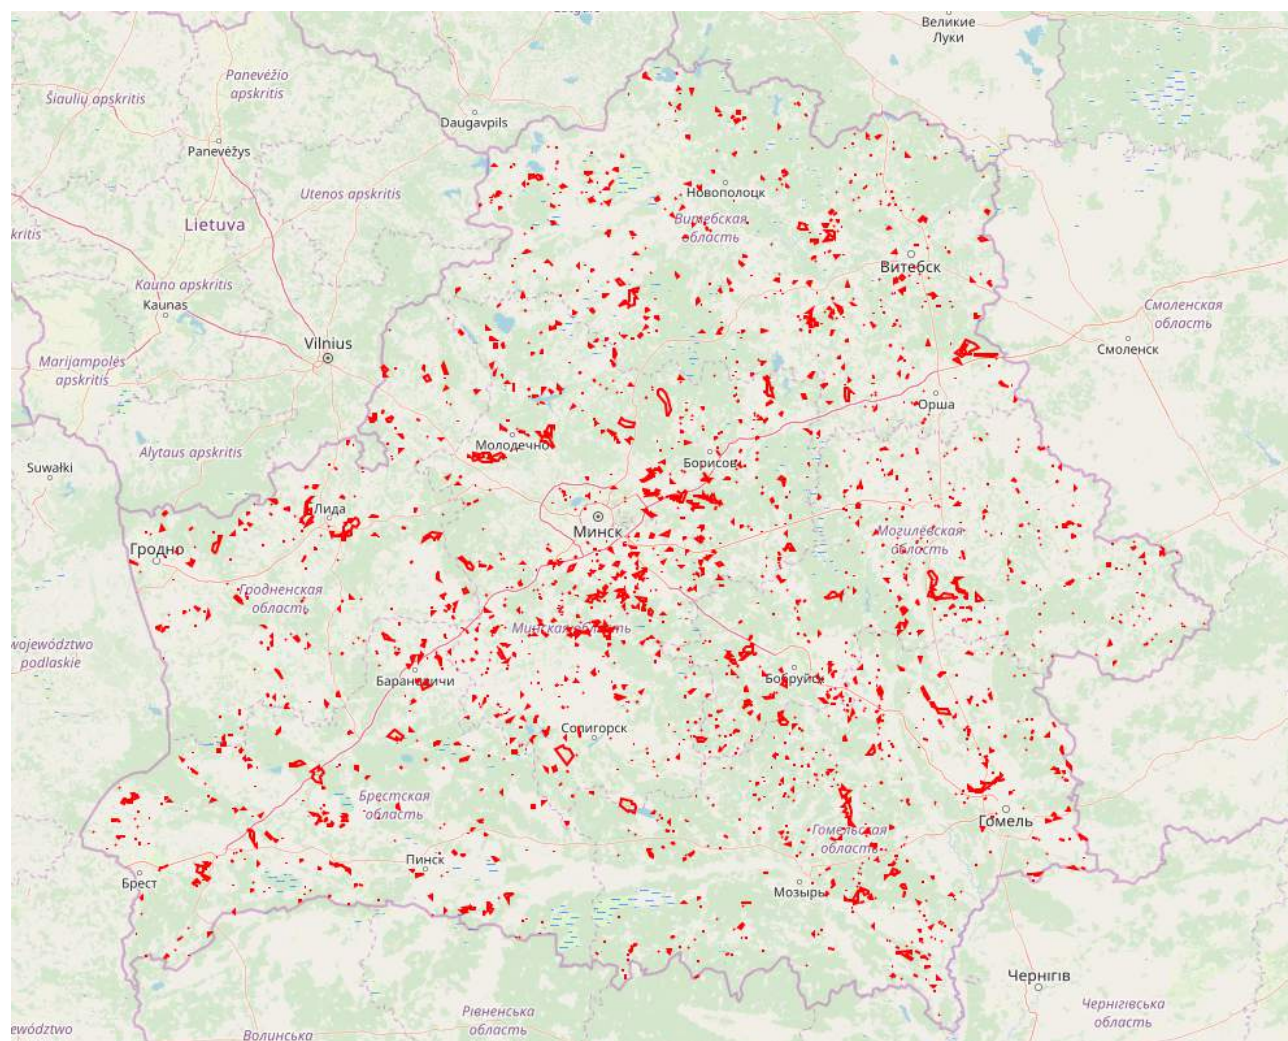 Великие
Луки
Panevėžio
apskritis
Šiaulių apskritis
Daugavpils
Panevėžys
Utenos apskritis
Новополоцк
Lietuva
Витебская
область
kritis
Витебск
Kauno apskritis
Kaunas
Смоленская
область
Vilnius
Смоленск
Marijampolės
apskritis
Орша
Молодечно
Alytaus apskritis
Борисов
Suwałki
Лида
Минск
Могилёвская
область
Гродно
Гродненская
область
Минская область
województwo
podlaskie
Барановичи
Бобруйск
Солигорск
Брестская
область
Гомель
Гомельская
область
Пинск
Брест
Мозырь
Чернігів
Рівненська
область
Чернігівська
область
ewództwo
Волинська